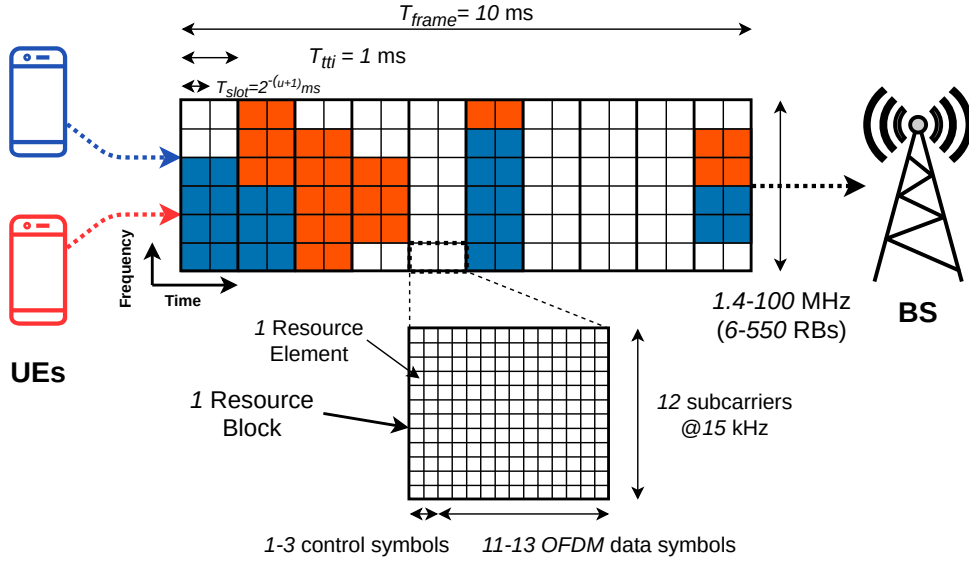 T_frame= 10 ms
T_tti = 1 ms
T_slot=2^-(u+1)ms
Frequency
Time
UEs
BS
1.4-100 MHz
(6-550 RBs)
1 Resource
Element
1 Resource
Block
12 subcarriers
@15 kHz
1-3 control symbols
11-13 OFDM data symbols